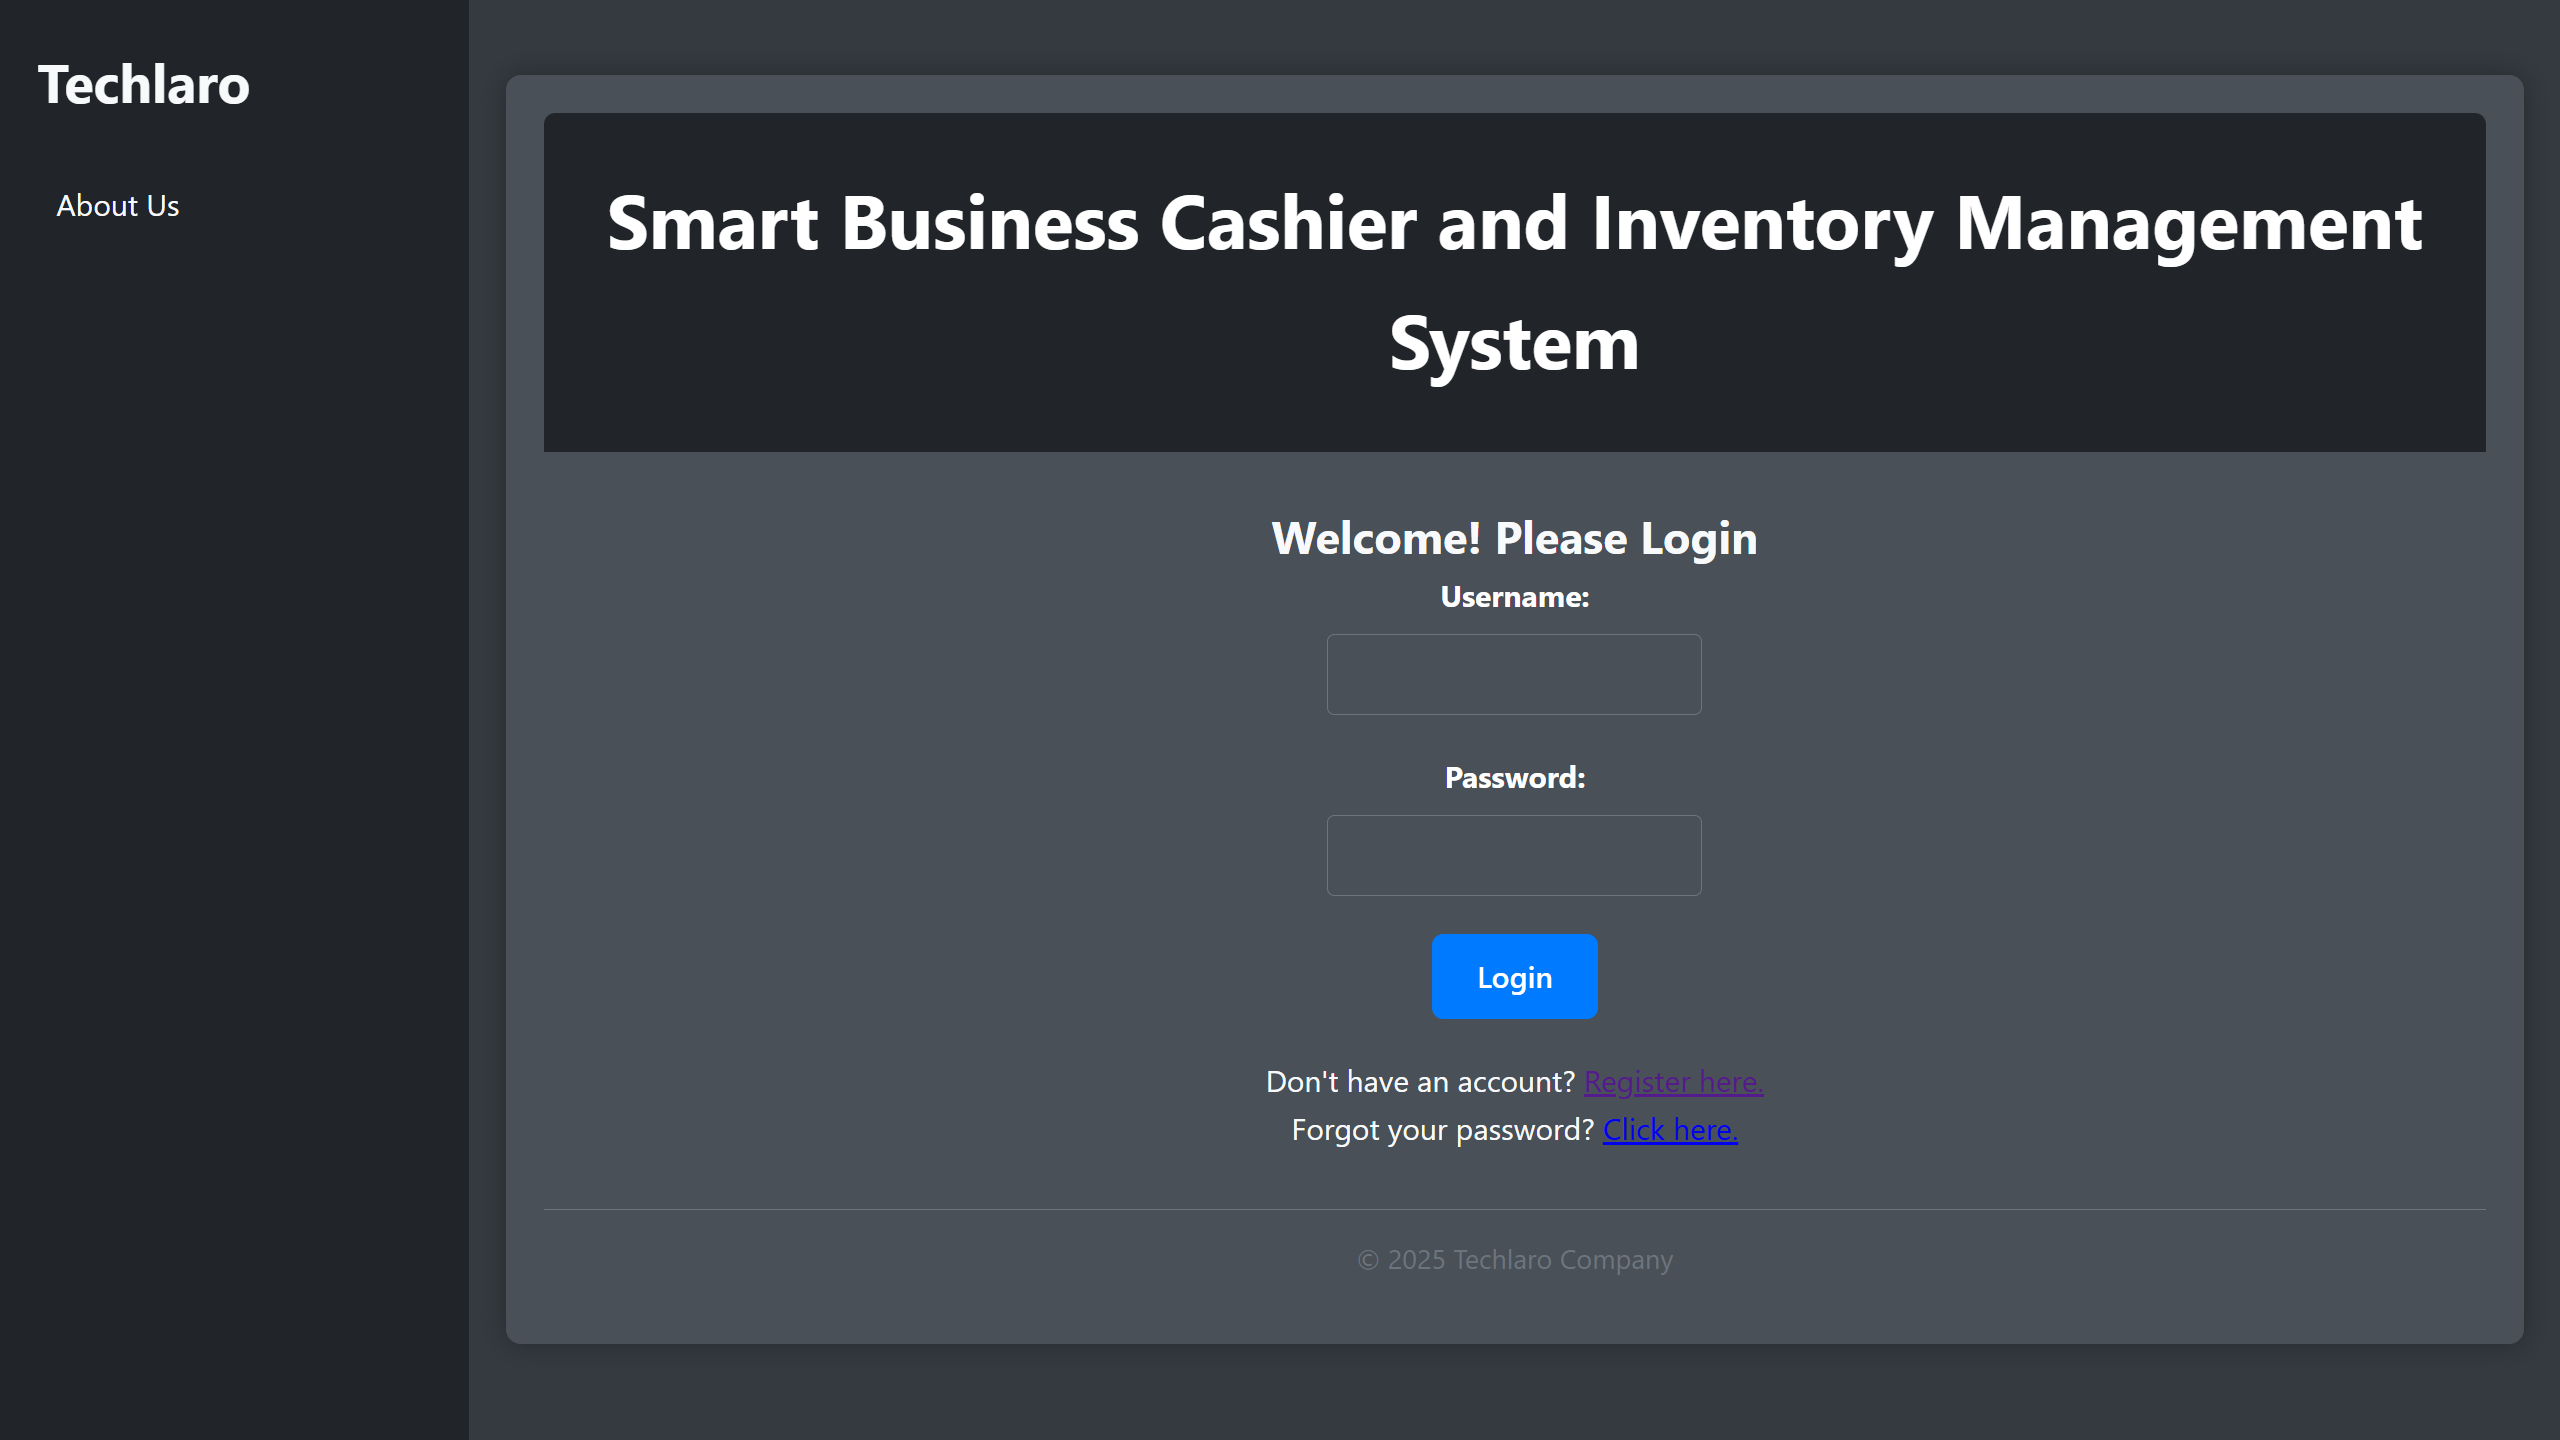 Techlaro
About Us
Smart Business Cashier and Inventory Management
System
Welcome! Please Login
Username:
Password:
Login
Don't have an account? Register here.
Forgot your password? Click here.
© 2025 Techlaro Company